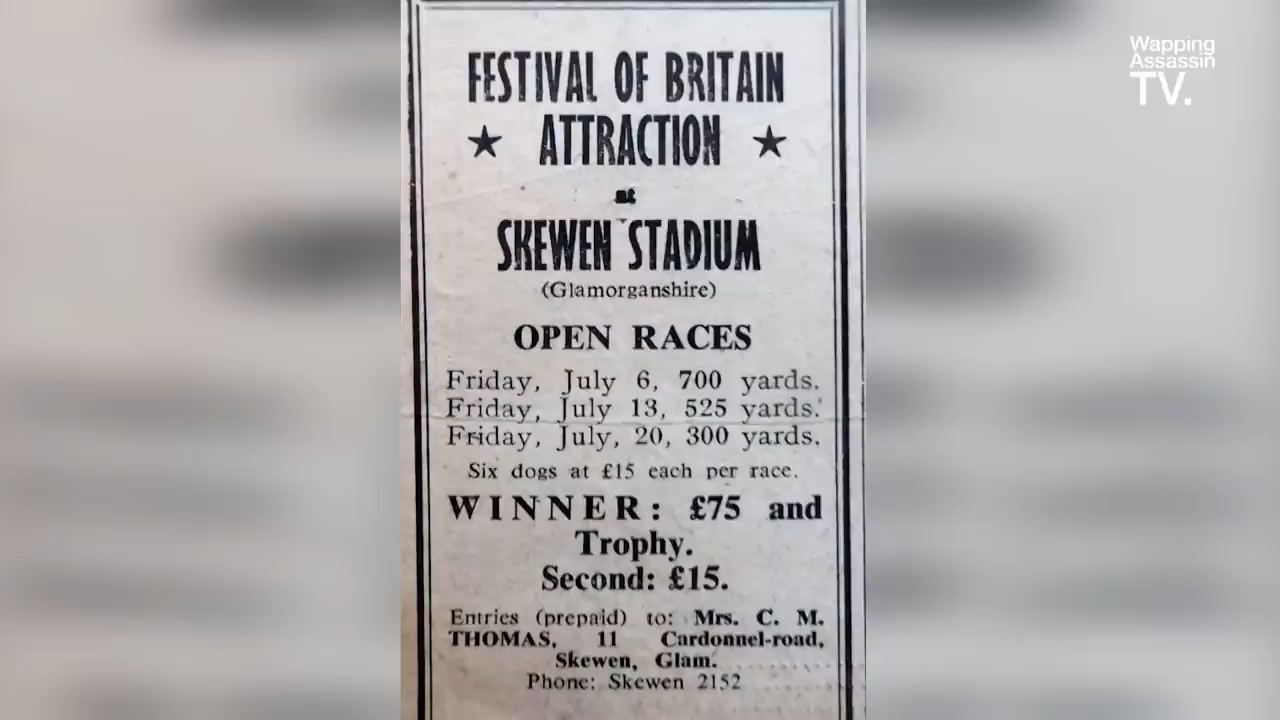 FESTIVAL OF BRITAIN
★ ATTRACTION ★
at
SKEWEN STADIUM
(Glamorganshire)
OPEN RACES
Friday, July 6, 700 yards.
Friday, July 13, 525 yards.
Friday, July, 20, 300 yards.
Six dogs at £15 each per race.
WINNER: £75 and
Trophy.
Second: £15.
Entries (prepaid) to: Mrs. C. M.
THOMAS, 11 Cardonnel-road,
Skewen, Glam.
Phone: Skewen 2152
Wapping
Assassin
TV.